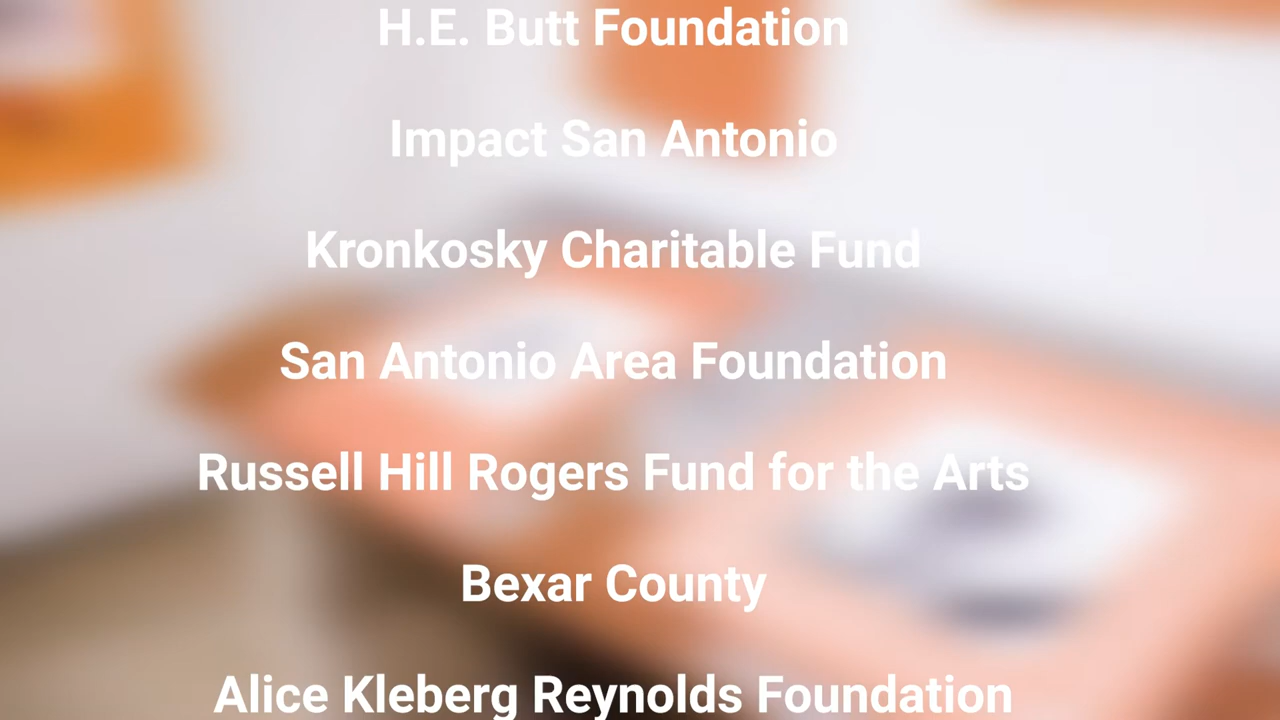 H.E. Butt Foundation
Impact San Antonio
Kronkosky Charitable Fund
San Antonio Area Foundation
Russell Hill Rogers Fund for the Arts
Bexar County
Alice Kleberg Reynolds Foundation